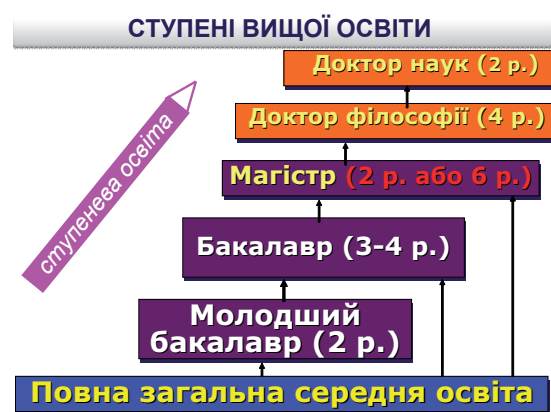 СТУПЕНІ ВИЩОЇ ОСВІТИ
Доктор наук (2 р.)
Доктор філософії (4 р.)
Магістр (2 р. або 6 р.)
ступенева освіта
Бакалавр (3-4 р.)
Молодший
бакалавр (2 р.)
Повна загальна середня освіта